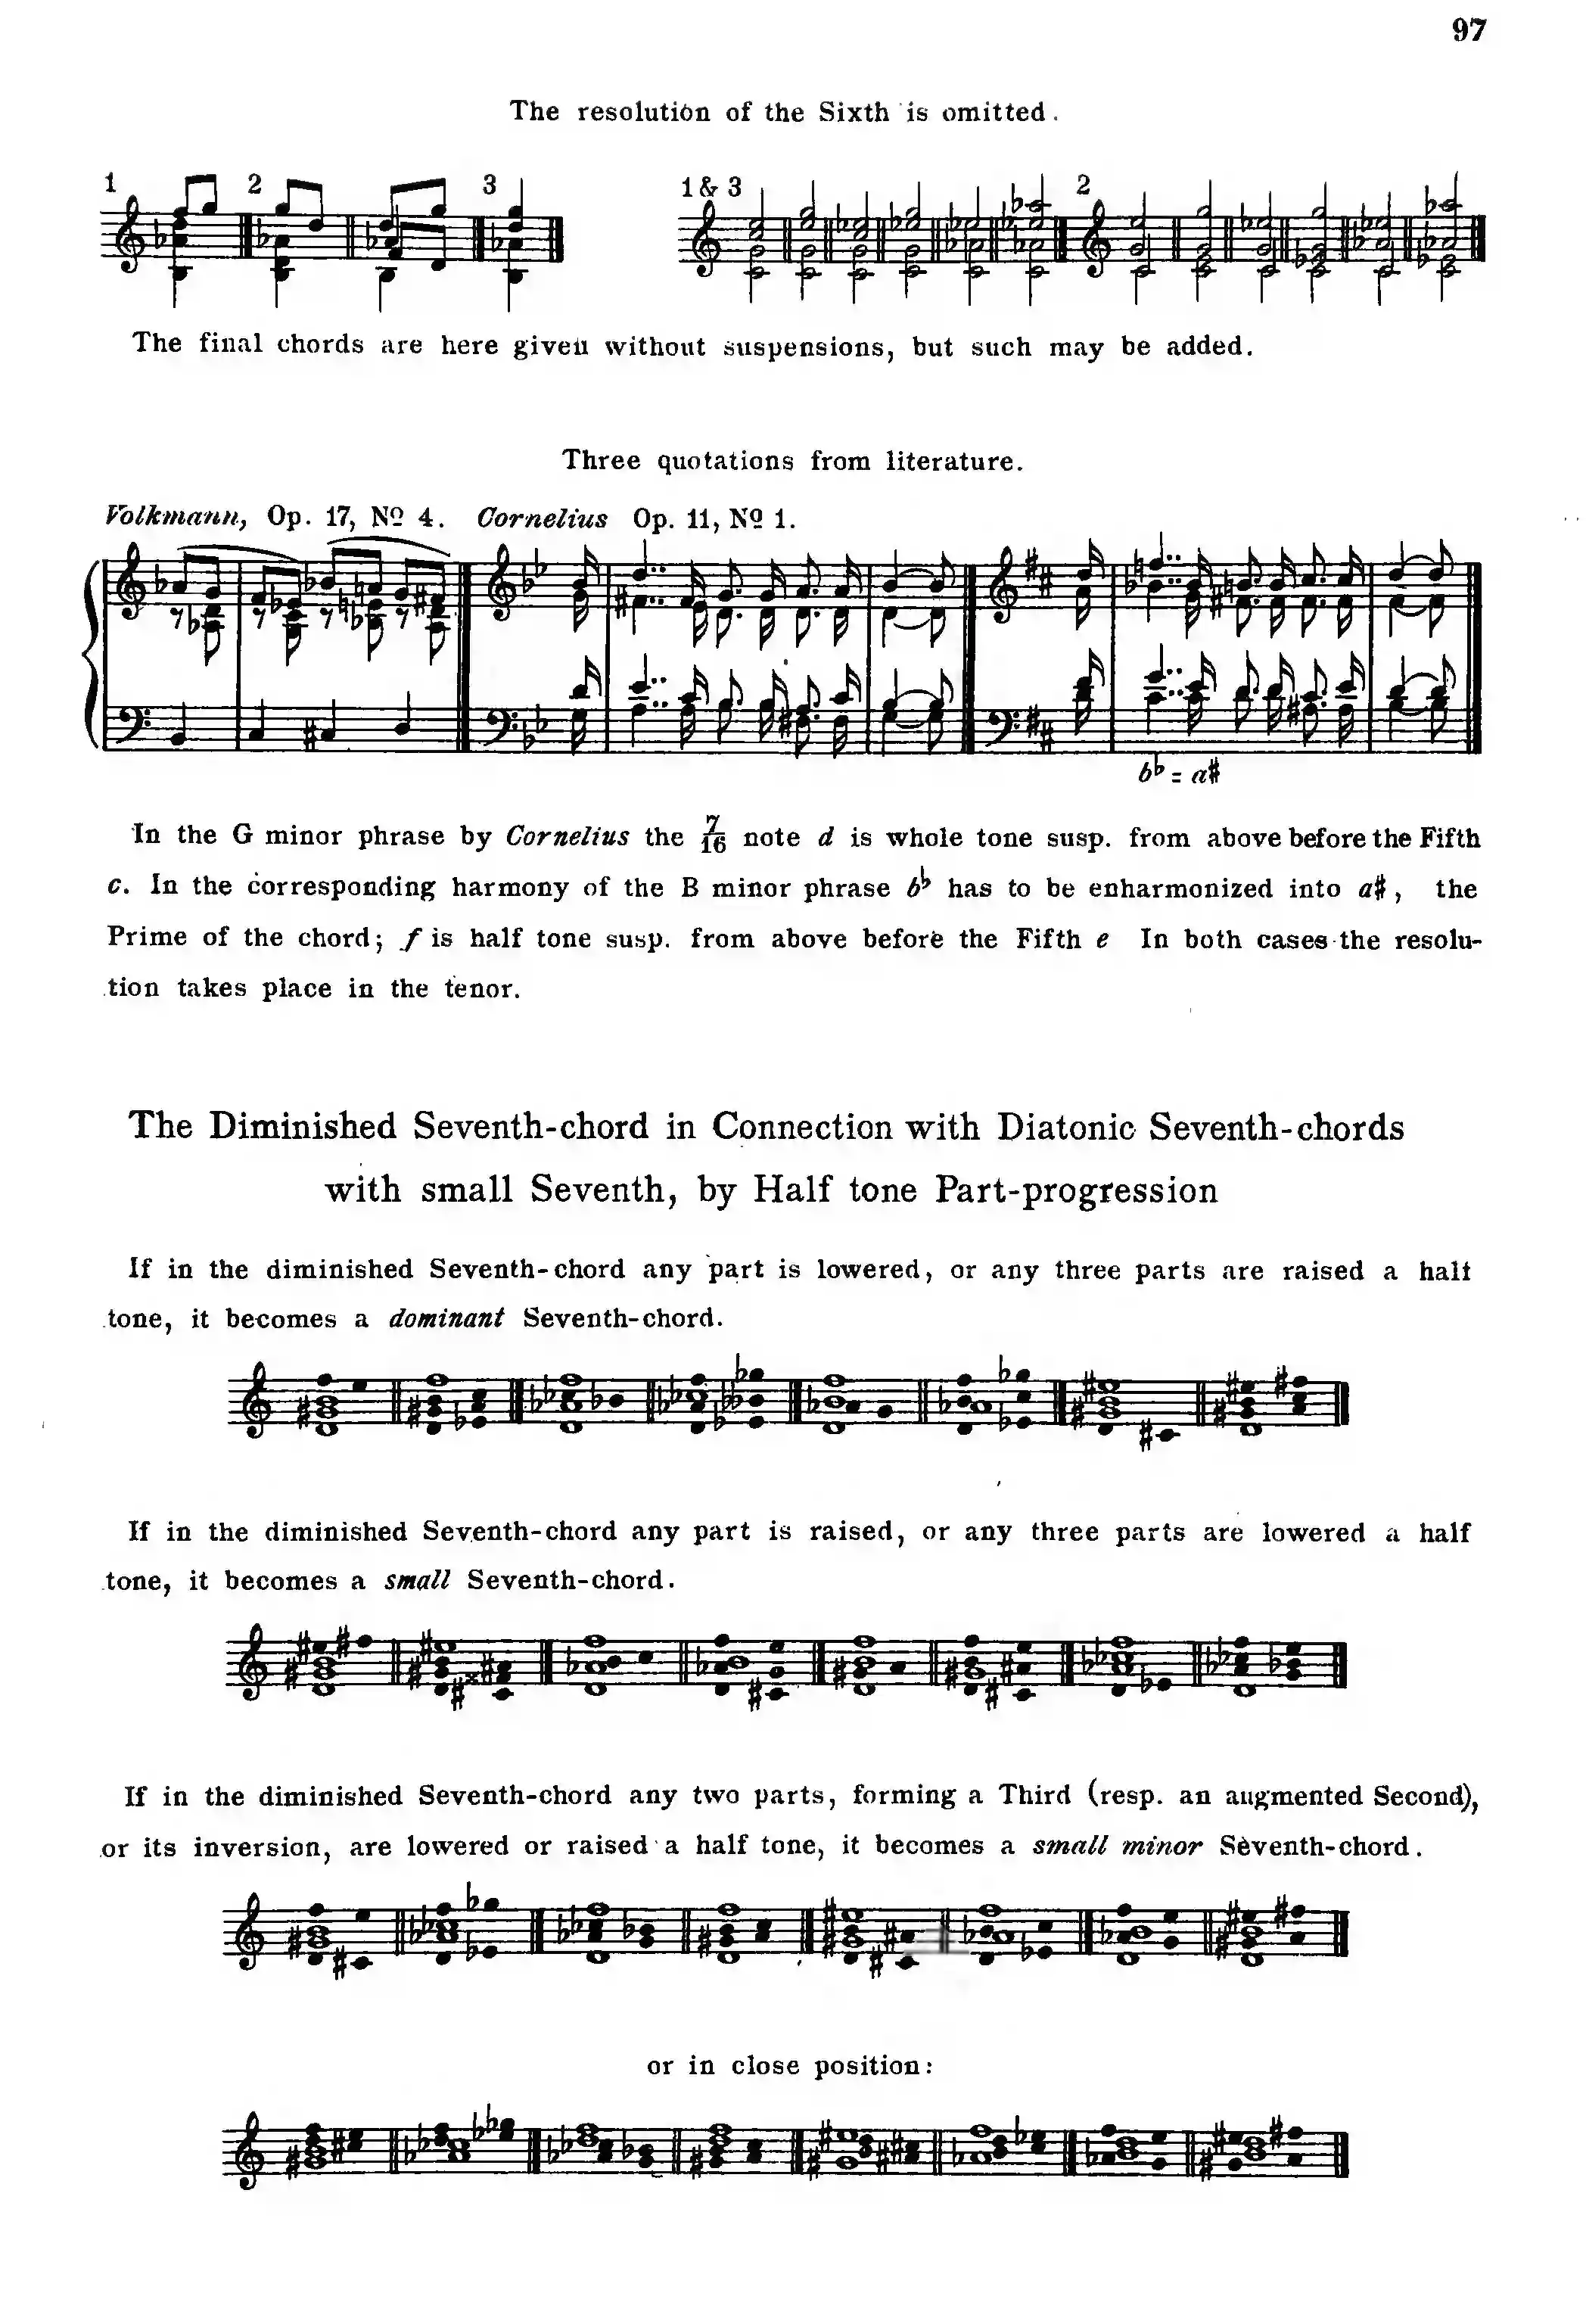 97
The resolution of the Sixth is omitted.
1 2 3 1 & 3 2
The final chords are here given without suspensions, but such may be added.
Three quotations from literature.
Volkmann, Op. 17, No 4. Cornelius Op. 11, No 1.
b♭ = a♯
In the G minor phrase by Cornelius the 7/16 note d is whole tone susp. from above before the Fifth
c. In the corresponding harmony of the B minor phrase b♭ has to be enharmonized into a♯, the
Prime of the chord; f is half tone susp. from above before the Fifth e In both cases the resolu-
tion takes place in the tenor.
The Diminished Seventh-chord in Connection with Diatonic Seventh-chords
with small Seventh, by Half tone Part-progression
If in the diminished Seventh-chord any part is lowered, or any three parts are raised a half
tone, it becomes a dominant Seventh-chord.
If in the diminished Seventh-chord any part is raised, or any three parts are lowered a half
tone, it becomes a small Seventh-chord.
If in the diminished Seventh-chord any two parts, forming a Third (resp. an augmented Second),
or its inversion, are lowered or raised a half tone, it becomes a small minor Seventh-chord.
or in close position: